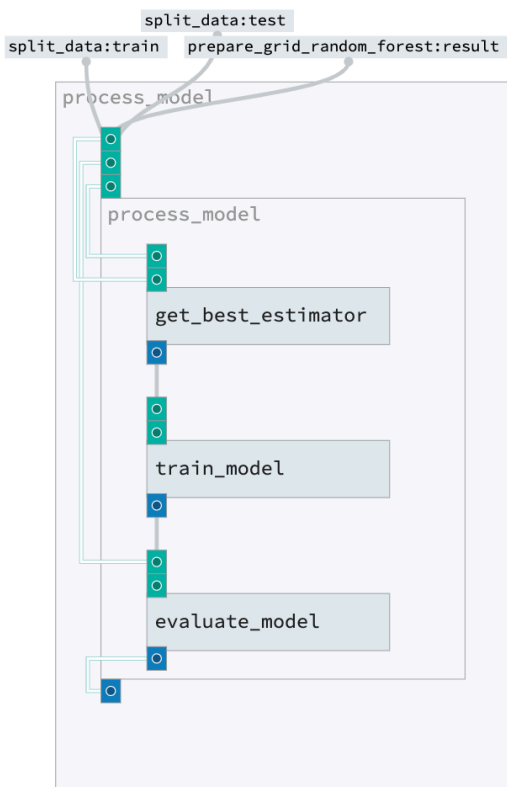 split_data:test
split_data:train
prepare_grid_random_forest:result
process_model
process_model
get_best_estimator
train_model
evaluate_model